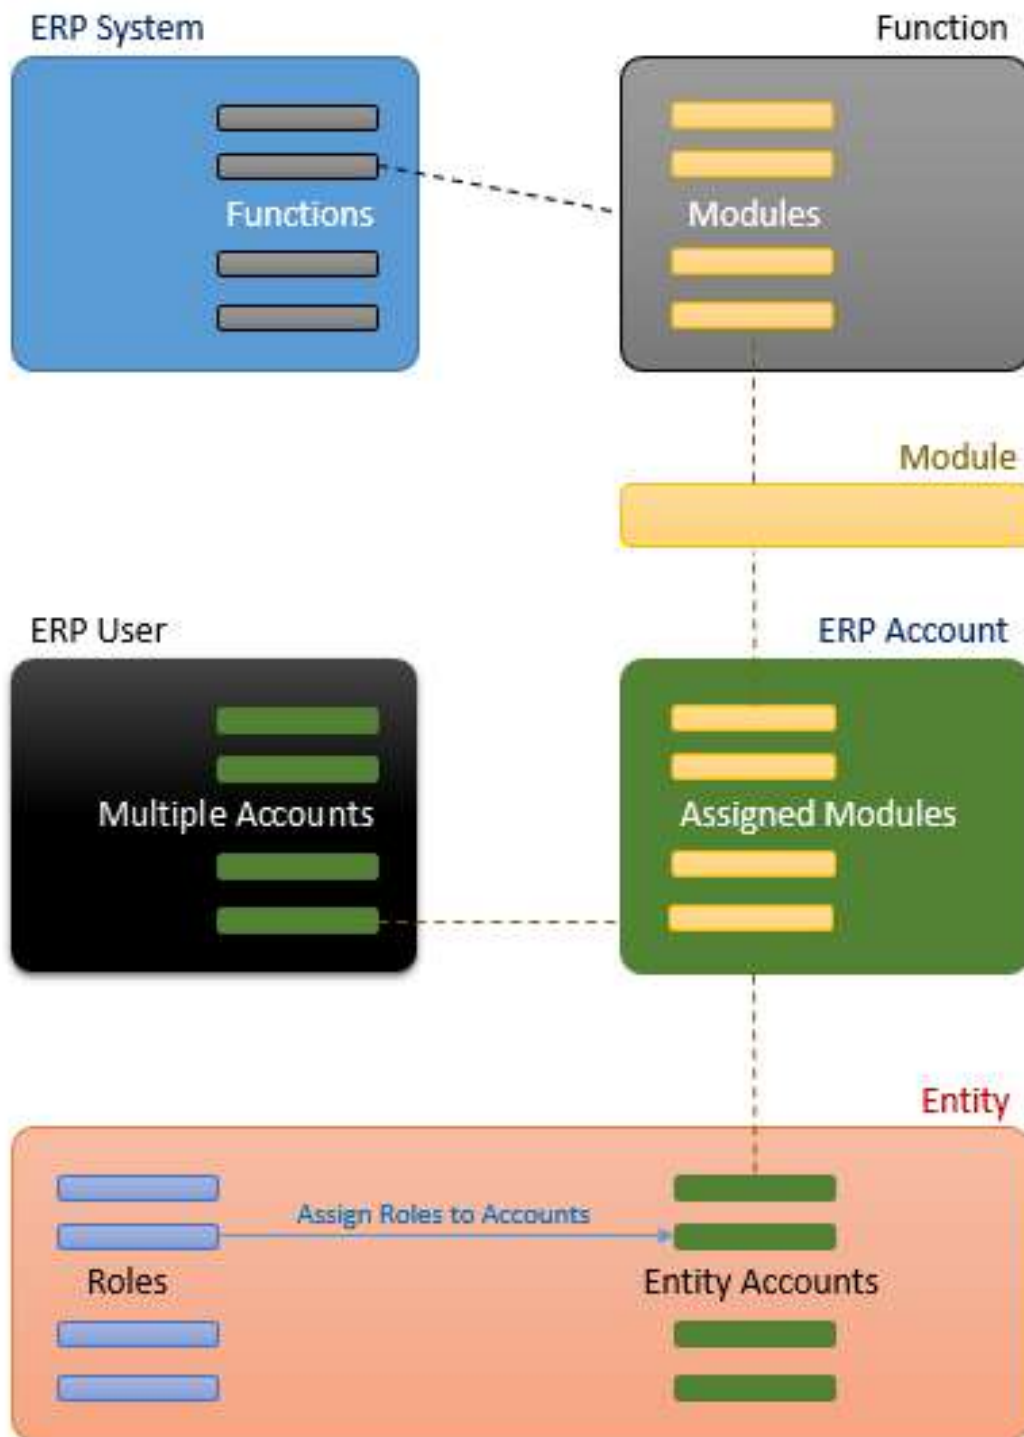 ERP System
Function
Functions
Modules
Module
ERP User
ERP Account
Multiple Accounts
Assigned Modules
Entity
Assign Roles to Accounts
Roles
Entity Accounts